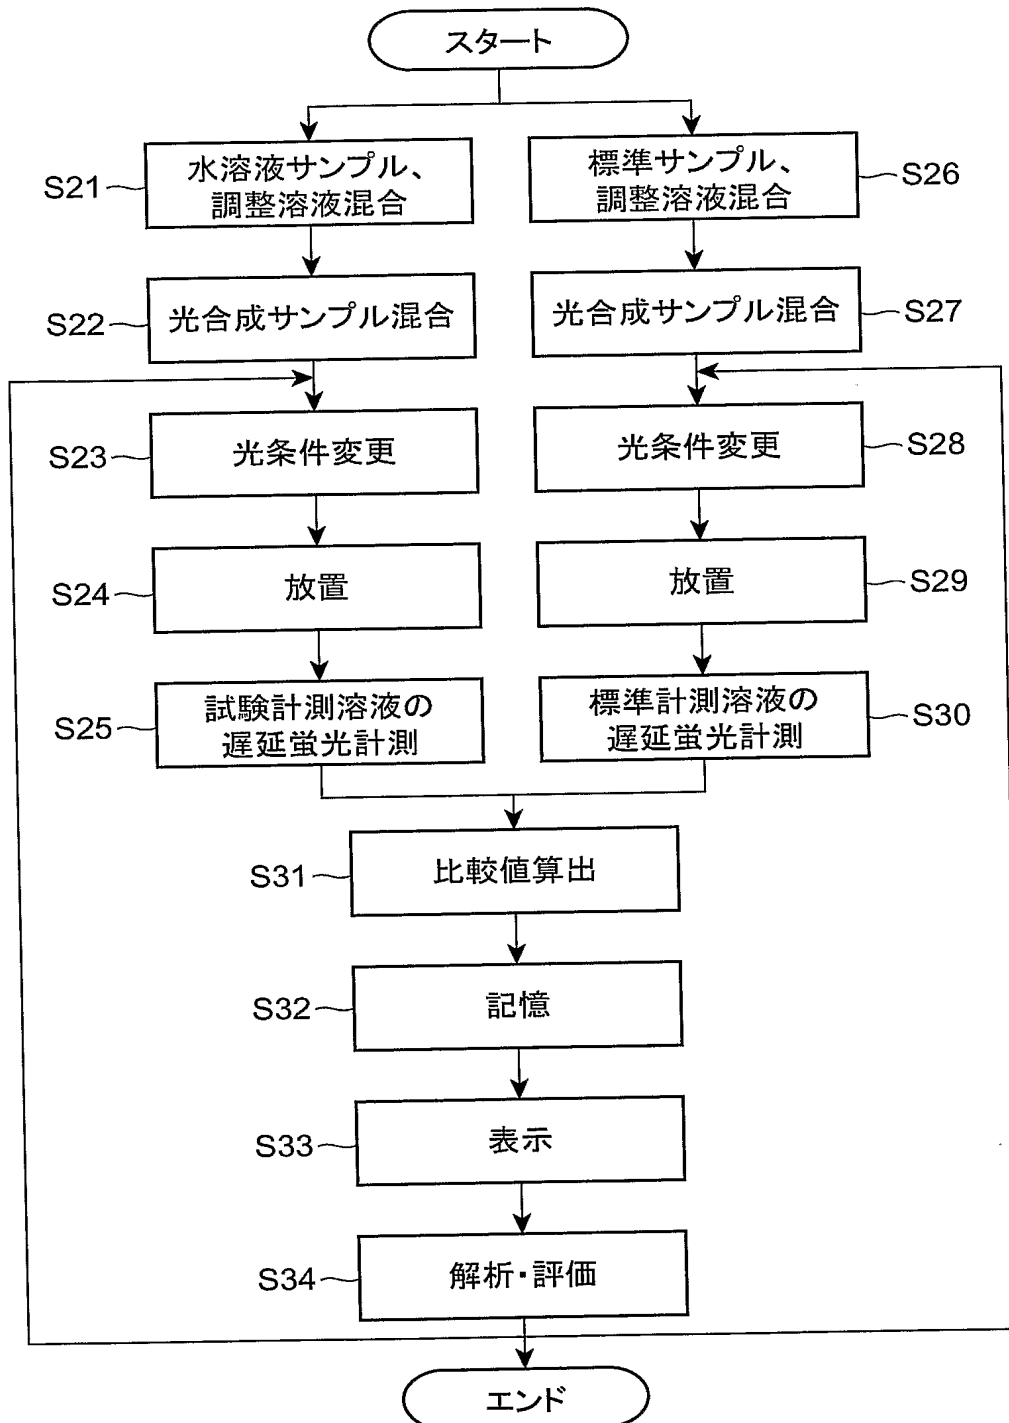 スタート
S21
水溶液サンプル、
調整溶液混合
S26
標準サンプル、
調整溶液混合
S22
光合成サンプル混合
S27
光合成サンプル混合
S23
光条件変更
S28
光条件変更
S24
放置
S29
放置
S25
試験計測溶液の
遅延蛍光計測
S30
標準計測溶液の
遅延蛍光計測
S31
比較値算出
S32
記憶
S33
表示
S34
解析・評価
エンド